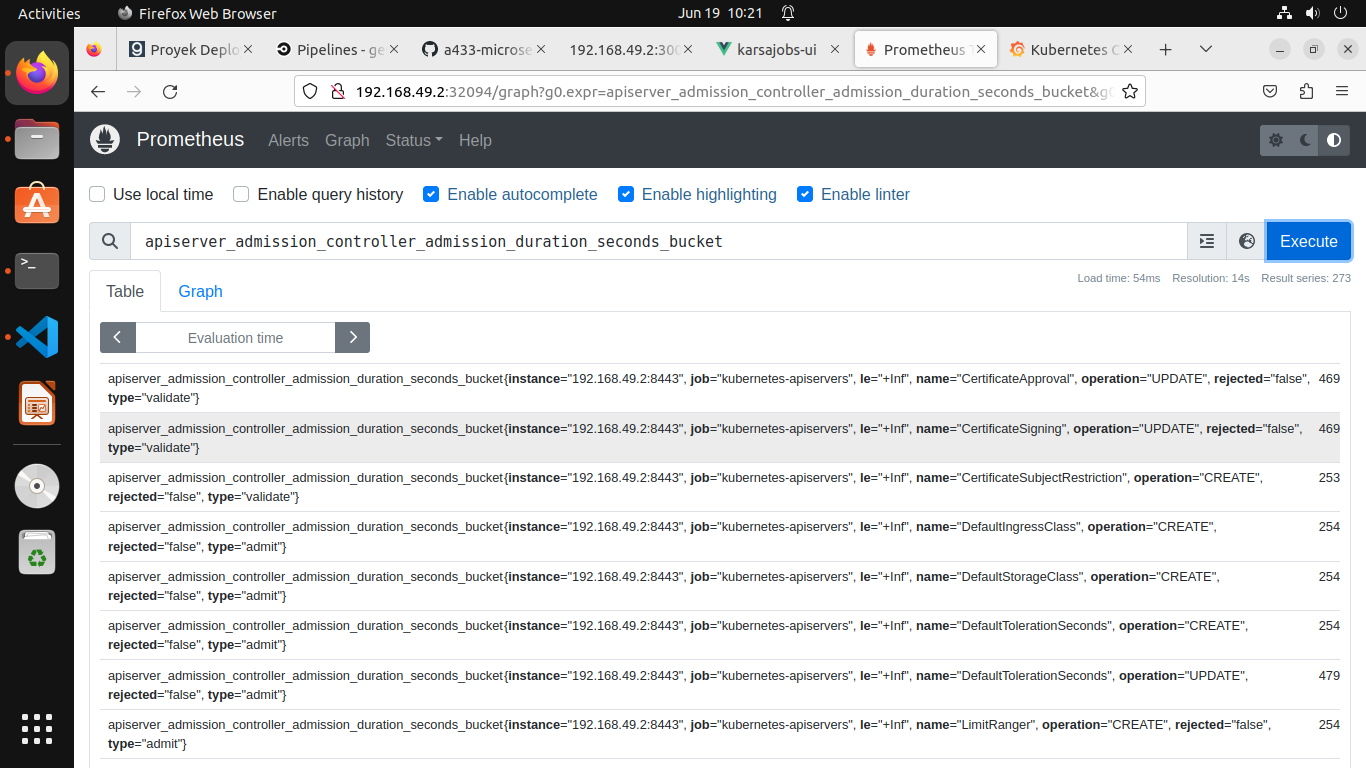 Activities
Firefox Web Browser
Jun 19 10:21
Proyek Deplo
Pipelines - ge
a433-microse
192.168.49.2:300
karsajobs-ui
Prometheus T
Kubernetes C
192.168.49.2:32094/graph?g0.expr=apiserver_admission_controller_admission_duration_seconds_bucket&g0
Prometheus
Alerts
Graph
Status
Help
Use local time
Enable query history
Enable autocomplete
Enable highlighting
Enable linter
apiserver_admission_controller_admission_duration_seconds_bucket
Execute
Table
Graph
Load time: 54ms Resolution: 14s Result series: 273
Evaluation time
apiserver_admission_controller_admission_duration_seconds_bucket{instance="192.168.49.2:8443", job="kubernetes-apiservers", le="+Inf", name="CertificateApproval", operation="UPDATE", rejected="false", 469
type="validate"}
apiserver_admission_controller_admission_duration_seconds_bucket{instance="192.168.49.2:8443", job="kubernetes-apiservers", le="+Inf", name="CertificateSigning", operation="UPDATE", rejected="false", 469
type="validate"}
apiserver_admission_controller_admission_duration_seconds_bucket{instance="192.168.49.2:8443", job="kubernetes-apiservers", le="+Inf", name="CertificateSubjectRestriction", operation="CREATE", 253
rejected="false", type="validate"}
apiserver_admission_controller_admission_duration_seconds_bucket{instance="192.168.49.2:8443", job="kubernetes-apiservers", le="+Inf", name="DefaultIngressClass", operation="CREATE", 254
rejected="false", type="admit"}
apiserver_admission_controller_admission_duration_seconds_bucket{instance="192.168.49.2:8443", job="kubernetes-apiservers", le="+Inf", name="DefaultStorageClass", operation="CREATE", 254
rejected="false", type="admit"}
apiserver_admission_controller_admission_duration_seconds_bucket{instance="192.168.49.2:8443", job="kubernetes-apiservers", le="+Inf", name="DefaultTolerationSeconds", operation="CREATE", 254
rejected="false", type="admit"}
apiserver_admission_controller_admission_duration_seconds_bucket{instance="192.168.49.2:8443", job="kubernetes-apiservers", le="+Inf", name="DefaultTolerationSeconds", operation="UPDATE", 479
rejected="false", type="admit"}
apiserver_admission_controller_admission_duration_seconds_bucket{instance="192.168.49.2:8443", job="kubernetes-apiservers", le="+Inf", name="LimitRanger", operation="CREATE", rejected="false", 254
type="admit"}